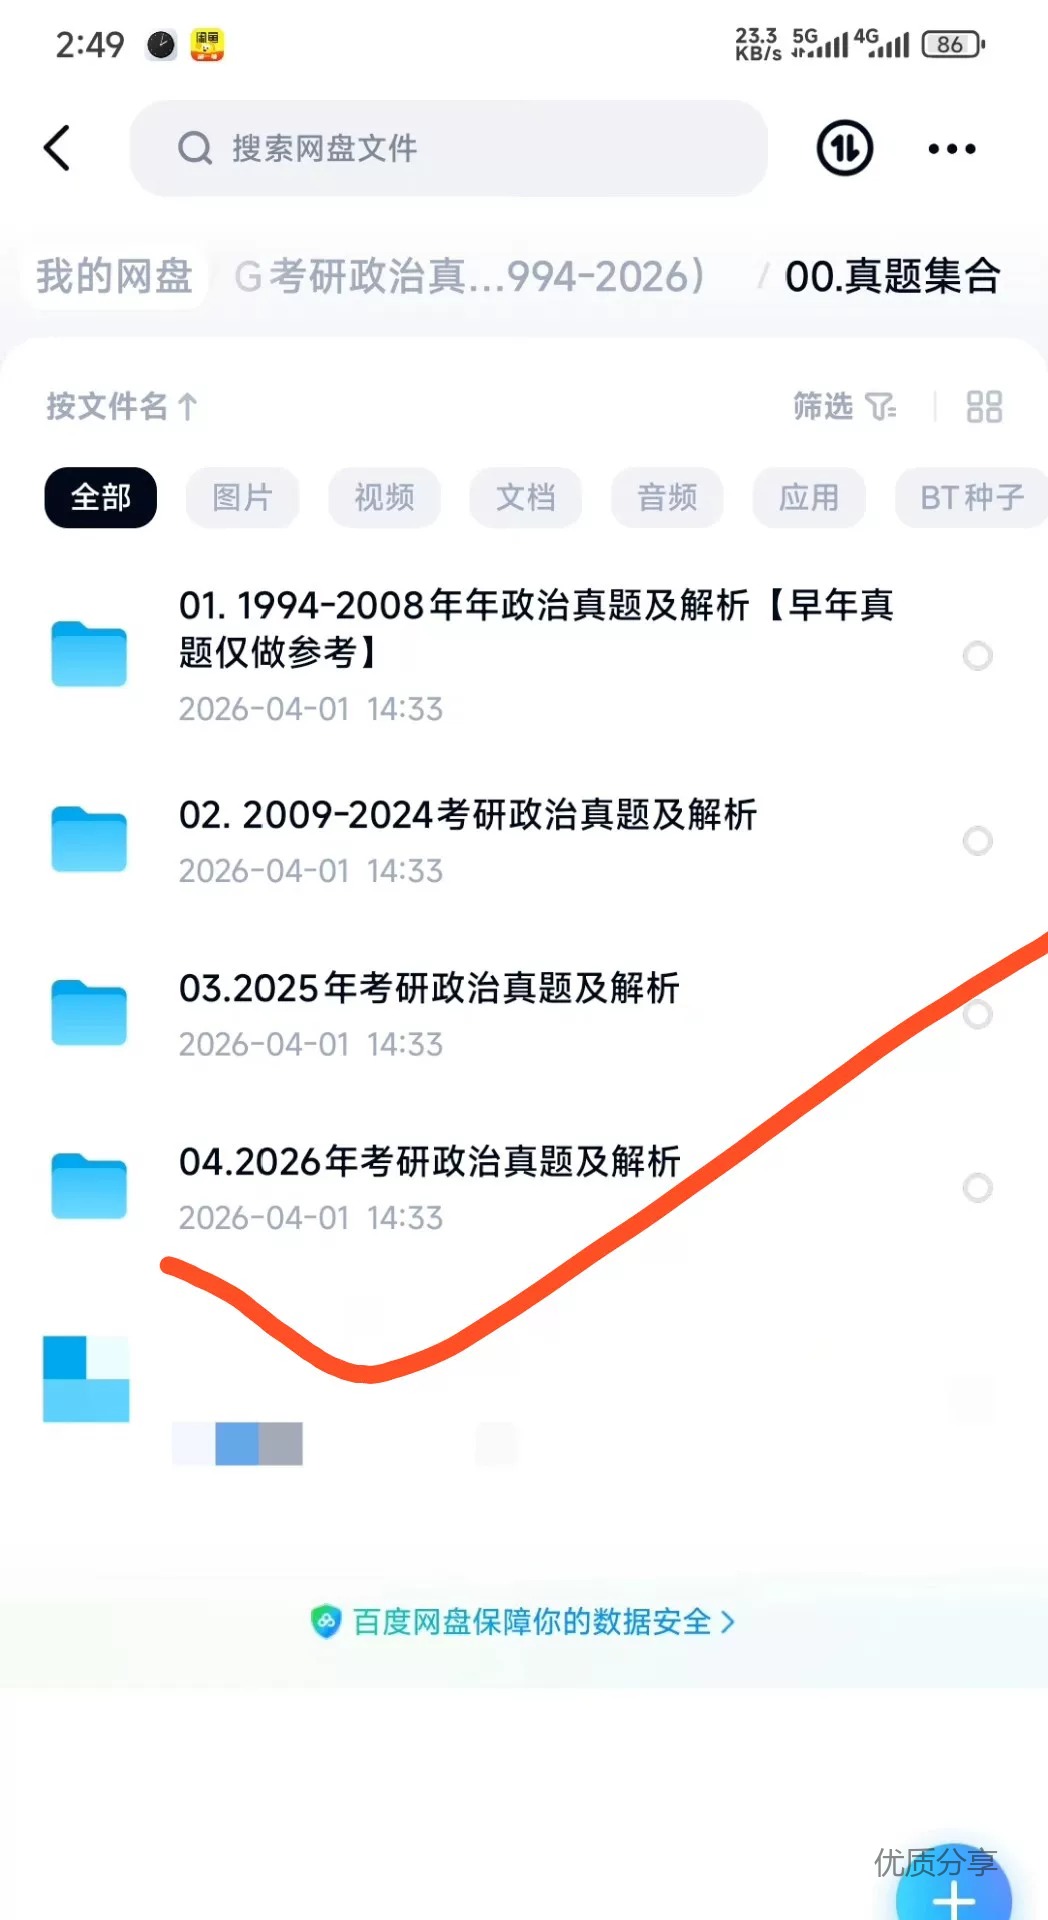 2:49
闲鱼
23.3 KB/s 5G 4G 86
搜索网盘文件
我的网盘 G考研政治真...994-2026） / 00.真题集合
按文件名↑ 筛选
全部 图片 视频 文档 音频 应用 BT种子
01. 1994-2008年年政治真题及解析【早年真
题仅做参考】
2026-04-01 14:33
02. 2009-2024考研政治真题及解析
2026-04-01 14:33
03.2025年考研政治真题及解析
2026-04-01 14:33
04.2026年考研政治真题及解析
2026-04-01 14:33
百度网盘保障你的数据安全
优质分享